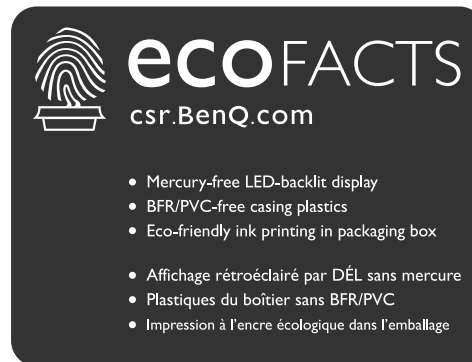 ecoFACTS
csr.BenQ.com
• Mercury-free LED-backlit display
• BFR/PVC-free casing plastics
• Eco-friendly ink printing in packaging box
• Affichage rétroéclairé par DÉL sans mercure
• Plastiques du boîtier sans BFR/PVC
• Impression à l'encre écologique dans l'emballage